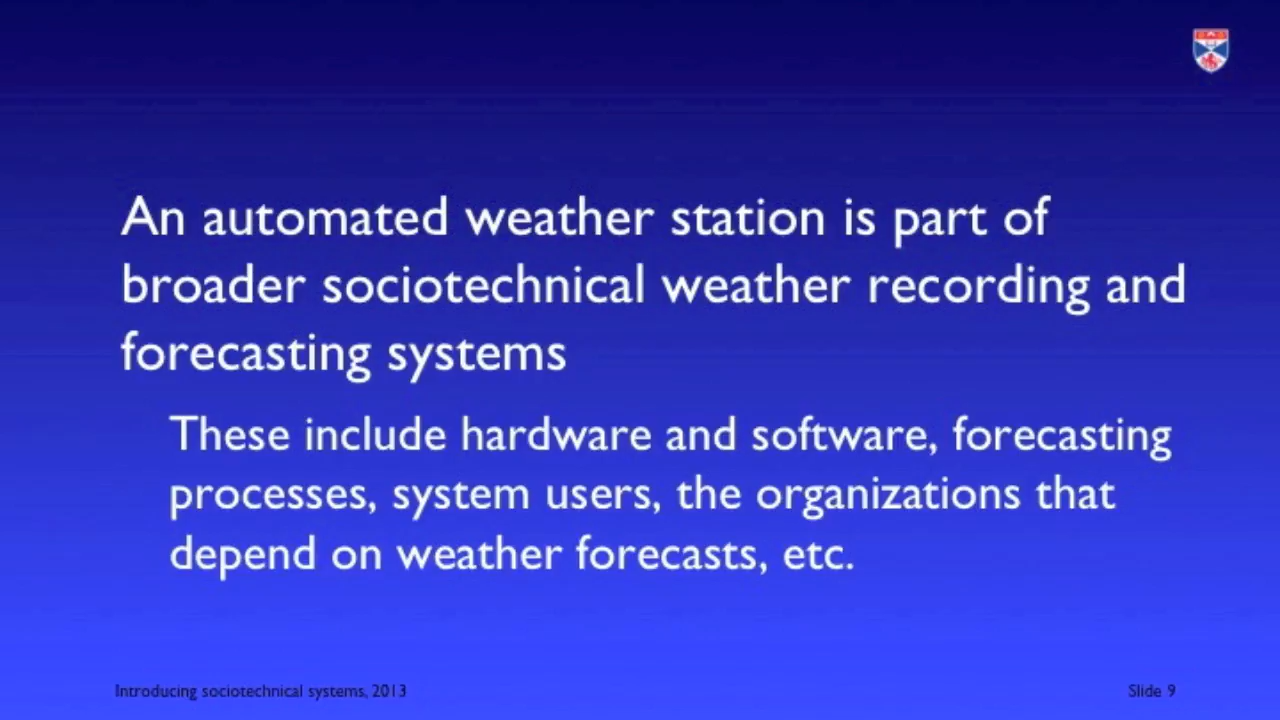 An automated weather station is part of
broader sociotechnical weather recording and
forecasting systems
These include hardware and software, forecasting
processes, system users, the organizations that
depend on weather forecasts, etc.
Introducing sociotechnical systems, 2013
Slide 9